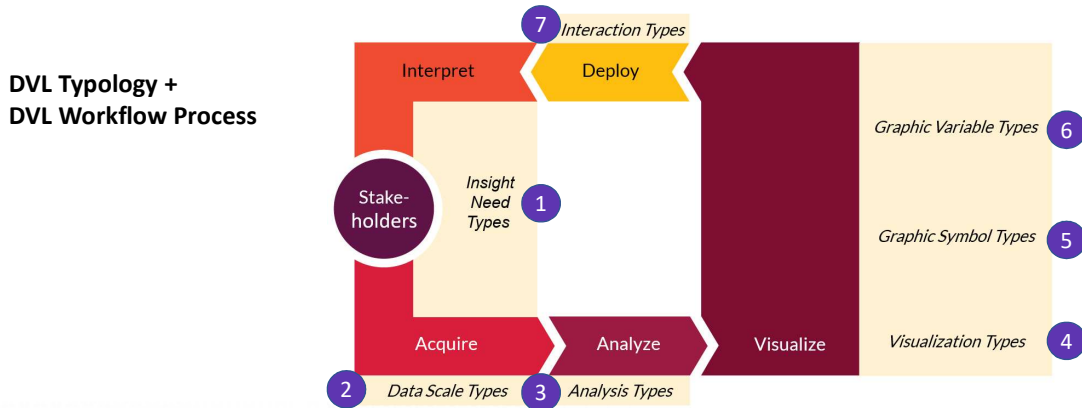 DVL Typology +
DVL Workflow Process
7
Interaction Types
Interpret
Deploy
Graphic Variable Types
6
Stake-
holders
Insight
Need
Types
1
Graphic Symbol Types
5
Acquire
Analyze
Visualize
Visualization Types
4
2
Data Scale Types
3
Analysis Types